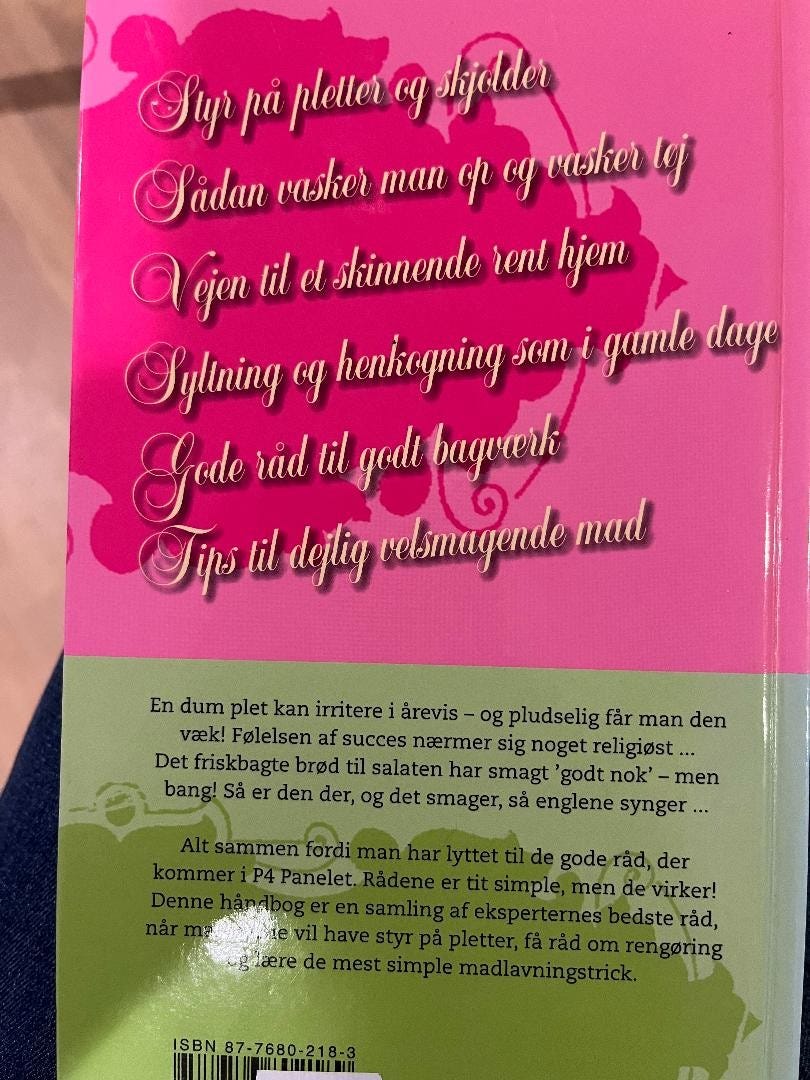 Styr på pletter og skjolder
Sådan vasker man op og vasker tøj
Vejen til et skinnende rent hjem
Syltning og henkogning som i gamle dage
Gode råd til godt bagværk
Tips til dejlig velsmagende mad
En dum plet kan irritere i årevis – og pludselig får man den
væk! Følelsen af succes nærmer sig noget religiøst ...
Det friskbagte brød til salaten har smagt 'godt nok' – men
bang! Så er den der, og det smager, så englene synger ...
Alt sammen fordi man har lyttet til de gode råd, der
kommer i P4 Panelet. Rådene er tit simple, men de virker!
Denne håndbog er en samling af eksperternes bedste råd,
når vil have styr på pletter, få råd om rengøring
og lære de mest simple madlavningstrick.
ISBN 87-7680-218-3